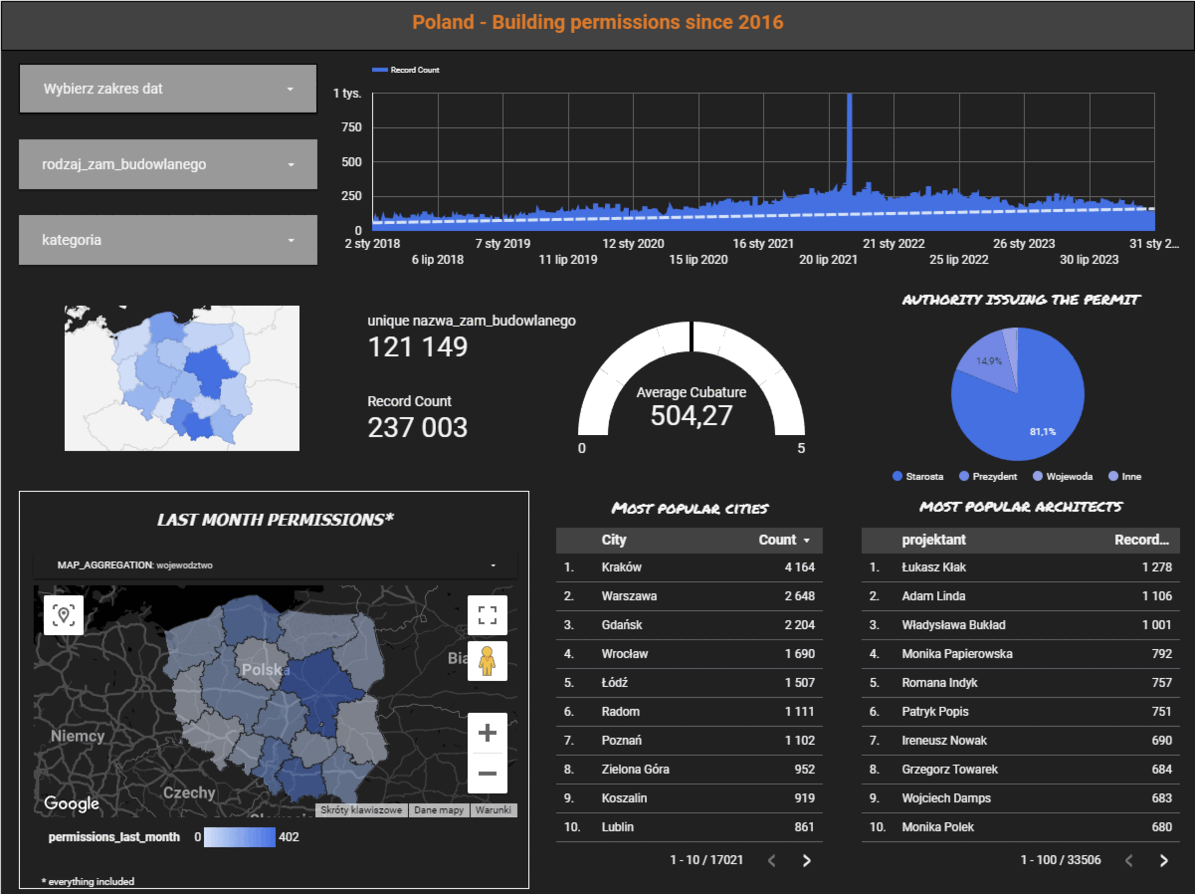 Poland - Building permissions since 2016
Wybierz zakres dat
rodzaj_zam_budowlanego
kategoria
Record Count
1 tys.
750
500
250
0
2 sty 2018 7 sty 2019 12 sty 2020 16 sty 2021 21 sty 2022 26 sty 2023 31 sty 2...
6 lip 2018 11 lip 2019 15 lip 2020 20 lip 2021 25 lip 2022 30 lip 2023
unique nazwa_zam_budowlanego
121 149
Record Count
237 003
Average Cubature
504,27
0 5
AUTHORITY ISSUING THE PERMIT
14,9%
81,1%
Starosta Prezydent Wojewoda Inne
LAST MONTH PERMISSIONS*
MAP_AGGREGATION: wojewodztwo
Polska
Bia
Niemcy
Czechy
Google
Skróty klawiszowe Dane mapy Warunki
permissions_last_month 0 402
* everything included
MOST POPULAR CITIES
City Count
1. Kraków 4 164
2. Warszawa 2 648
3. Gdańsk 2 204
4. Wrocław 1 690
5. Łódź 1 507
6. Radom 1 111
7. Poznań 1 102
8. Zielona Góra 952
9. Koszalin 919
10. Lublin 861
1 - 10 / 17021
MOST POPULAR ARCHITECTS
projektant Record...
1. Łukasz Kłak 1 278
2. Adam Linda 1 106
3. Władysława Bukład 1 001
4. Monika Papierowska 792
5. Romana Indyk 757
6. Patryk Popis 751
7. Ireneusz Nowak 690
8. Grzegorz Towarek 684
9. Wojciech Damps 683
10. Monika Polek 680
1 - 100 / 33506